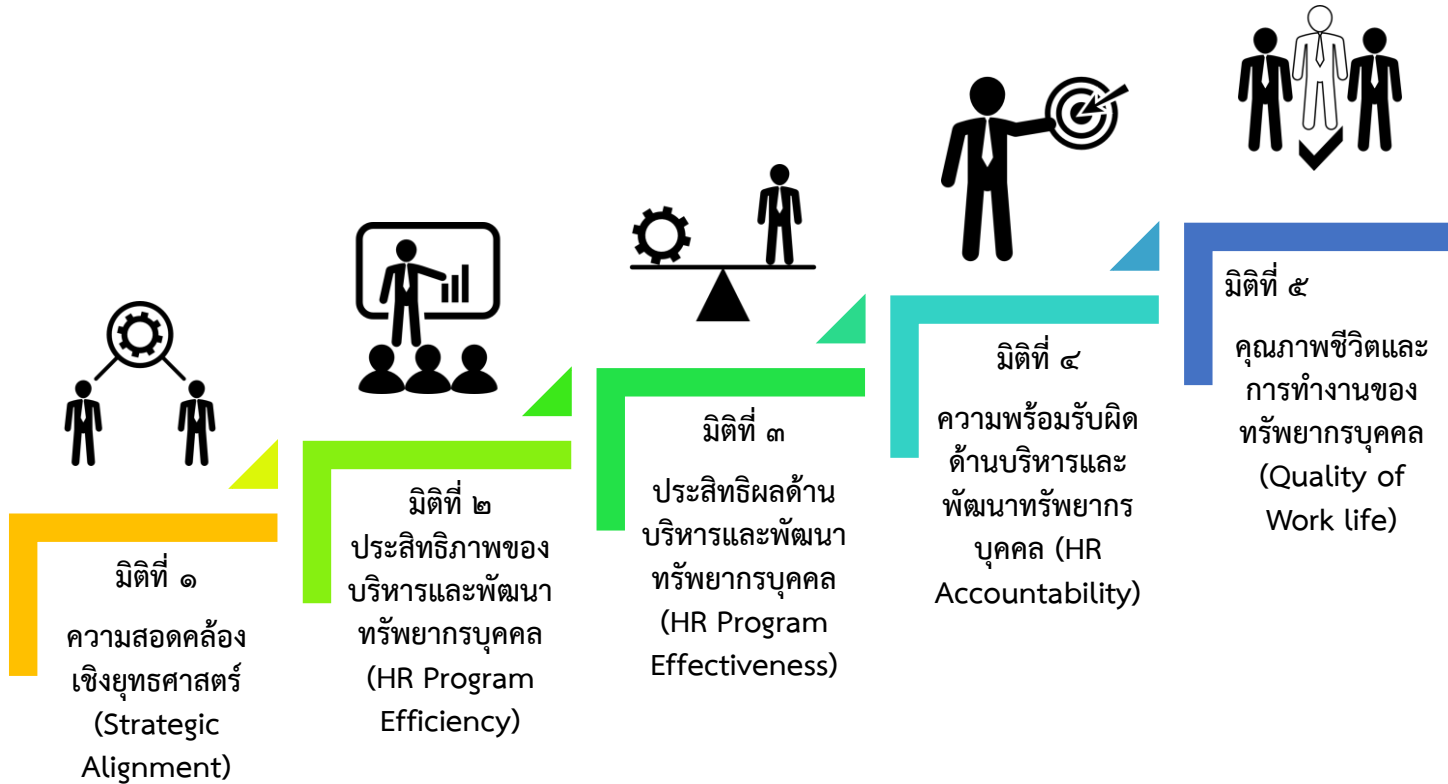 มิติที่ ๑
ความสอดคล้อง
เชิงยุทธศาสตร์
(Strategic
Alignment)
มิติที่ ๒
ประสิทธิภาพของ
บริหารและพัฒนา
ทรัพยากรบุคคล
(HR Program
Efficiency)
มิติที่ ๓
ประสิทธิผลด้าน
บริหารและพัฒนา
ทรัพยากรบุคคล
(HR Program
Effectiveness)
มิติที่ ๔
ความพร้อมรับผิด
ด้านบริหารและ
พัฒนาทรัพยากร
บุคคล (HR
Accountability)
มิติที่ ๕
คุณภาพชีวิตและ
การทำงานของ
ทรัพยากรบุคคล
(Quality of
Work life)